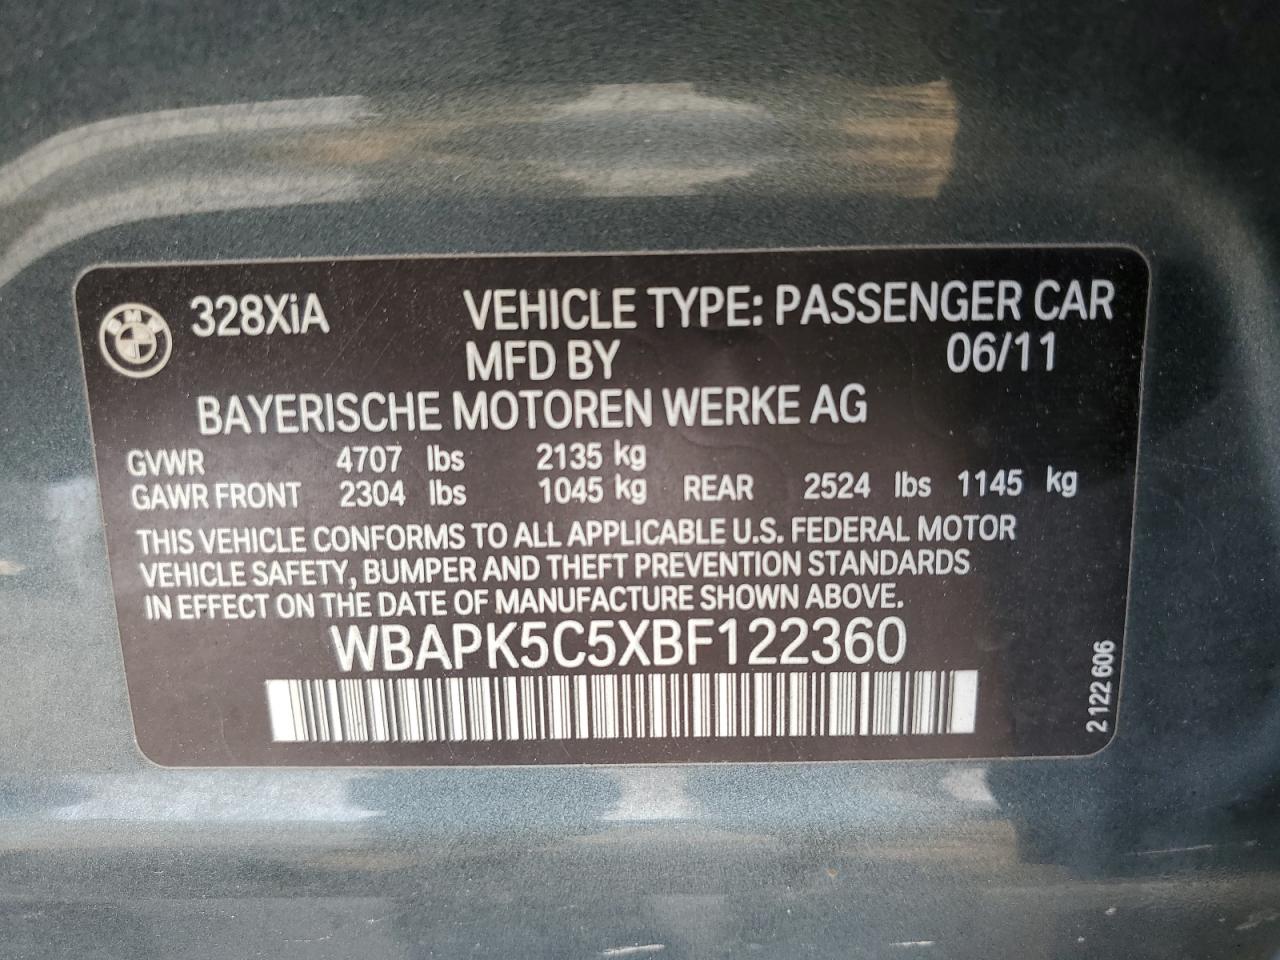 BMW 328XiA VEHICLE TYPE: PASSENGER CAR
MFD BY 06/11
BAYERISCHE MOTOREN WERKE AG
GVWR 4707 lbs 2135 kg
GAWR FRONT 2304 lbs 1045 kg REAR 2524 lbs 1145 kg
THIS VEHICLE CONFORMS TO ALL APPLICABLE U.S. FEDERAL MOTOR
VEHICLE SAFETY, BUMPER AND THEFT PREVENTION STANDARDS
IN EFFECT ON THE DATE OF MANUFACTURE SHOWN ABOVE.
WBAPK5C5XBF122360
2 122 606